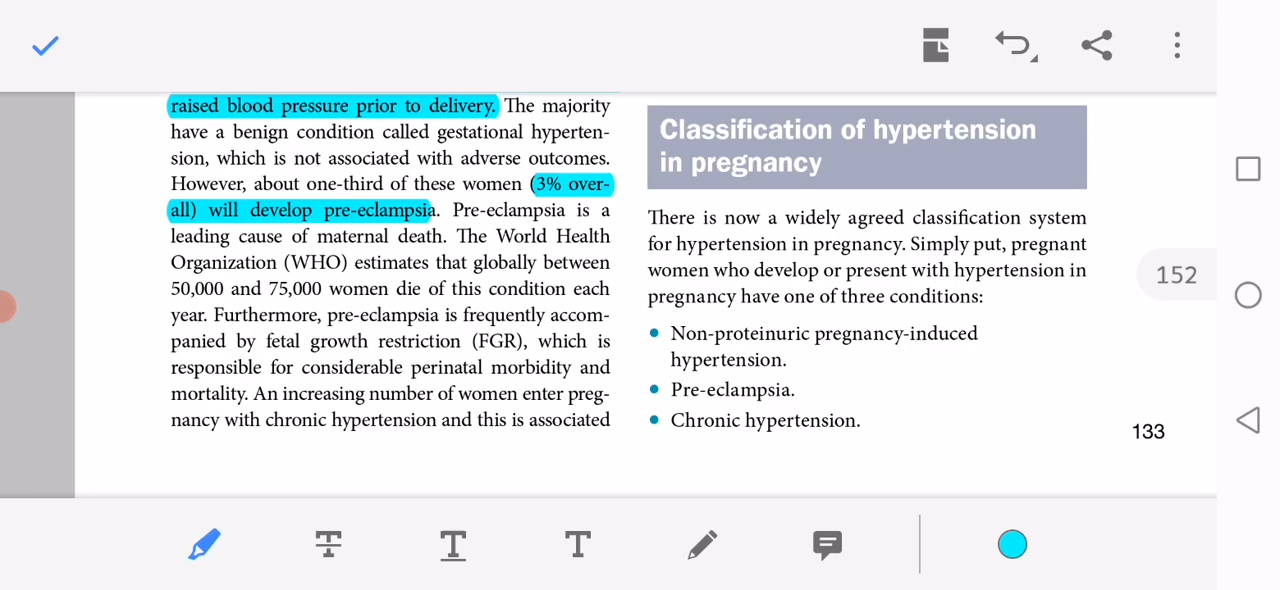 raised blood pressure prior to delivery. The majority
have a benign condition called gestational hyperten-
sion, which is not associated with adverse outcomes.
However, about one-third of these women (3% over-
all) will develop pre-eclampsia. Pre-eclampsia is a
leading cause of maternal death. The World Health
Organization (WHO) estimates that globally between
50,000 and 75,000 women die of this condition each
year. Furthermore, pre-eclampsia is frequently accom-
panied by fetal growth restriction (FGR), which is
responsible for considerable perinatal morbidity and
mortality. An increasing number of women enter preg-
nancy with chronic hypertension and this is associated
Classification of hypertension
in pregnancy
There is now a widely agreed classification system
for hypertension in pregnancy. Simply put, pregnant
women who develop or present with hypertension in
pregnancy have one of three conditions:
• Non-proteinuric pregnancy-induced
hypertension.
• Pre-eclampsia.
• Chronic hypertension.
133
152
T
T
T